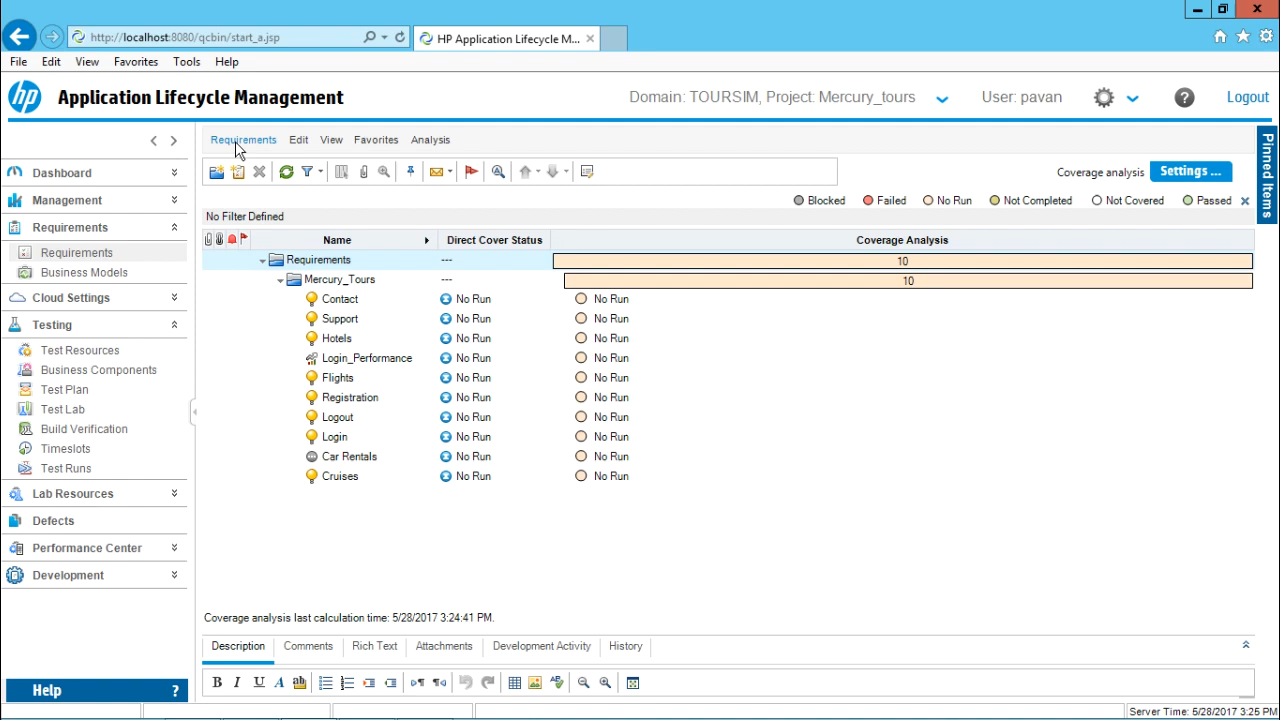 http://localhost:8080/qcbin/start_a.jsp
HP Application Lifecycle M...
File Edit View Favorites Tools Help
hp Application Lifecycle Management
Domain: TOURSIM, Project: Mercury_tours
User: pavan
Logout
Requirements Edit View Favorites Analysis
Dashboard
Management
Requirements
Requirements
Business Models
Cloud Settings
Testing
Test Resources
Business Components
Test Plan
Test Lab
Build Verification
Timeslots
Test Runs
Lab Resources
Defects
Performance Center
Development
Help ?
Coverage analysis Settings ...
Blocked Failed No Run Not Completed Not Covered Passed
No Filter Defined
Name Direct Cover Status Coverage Analysis
Requirements --- 10
Mercury_Tours --- 10
Contact No Run No Run
Support No Run No Run
Hotels No Run No Run
Login_Performance No Run No Run
Flights No Run No Run
Registration No Run No Run
Logout No Run No Run
Login No Run No Run
Car Rentals No Run No Run
Cruises No Run No Run
Coverage analysis last calculation time: 5/28/2017 3:24:41 PM.
Description Comments Rich Text Attachments Development Activity History
B I U A ab
Pinned Items
Server Time: 5/28/2017 3:25 PM